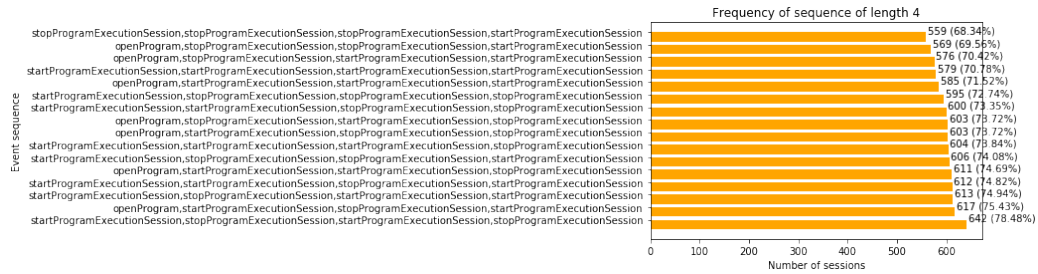 Frequency of sequence of length 4
stopProgramExecutionSession,stopProgramExecutionSession,stopProgramExecutionSession,startProgramExecutionSession 559 (68.34%)
openProgram,stopProgramExecutionSession,stopProgramExecutionSession,startProgramExecutionSession 569 (69.56%)
openProgram,stopProgramExecutionSession,startProgramExecutionSession,startProgramExecutionSession 576 (70.42%)
startProgramExecutionSession,startProgramExecutionSession,startProgramExecutionSession,startProgramExecutionSession 579 (70.78%)
openProgram,startProgramExecutionSession,startProgramExecutionSession,startProgramExecutionSession 585 (71.52%)
startProgramExecutionSession,stopProgramExecutionSession,stopProgramExecutionSession,stopProgramExecutionSession 595 (72.74%)
startProgramExecutionSession,startProgramExecutionSession,stopProgramExecutionSession,stopProgramExecutionSession 600 (73.35%)
openProgram,stopProgramExecutionSession,startProgramExecutionSession,stopProgramExecutionSession 603 (73.72%)
openProgram,startProgramExecutionSession,stopProgramExecutionSession,stopProgramExecutionSession 603 (73.72%)
startProgramExecutionSession,startProgramExecutionSession,startProgramExecutionSession,stopProgramExecutionSession 604 (73.84%)
startProgramExecutionSession,stopProgramExecutionSession,stopProgramExecutionSession,startProgramExecutionSession 606 (74.08%)
openProgram,startProgramExecutionSession,startProgramExecutionSession,stopProgramExecutionSession 611 (74.69%)
startProgramExecutionSession,startProgramExecutionSession,stopProgramExecutionSession,startProgramExecutionSession 612 (74.82%)
startProgramExecutionSession,stopProgramExecutionSession,startProgramExecutionSession,startProgramExecutionSession 613 (74.94%)
openProgram,startProgramExecutionSession,stopProgramExecutionSession,startProgramExecutionSession 617 (75.43%)
startProgramExecutionSession,stopProgramExecutionSession,startProgramExecutionSession,stopProgramExecutionSession 642 (78.48%)
Event sequence
0 100 200 300 400 500 600
Number of sessions